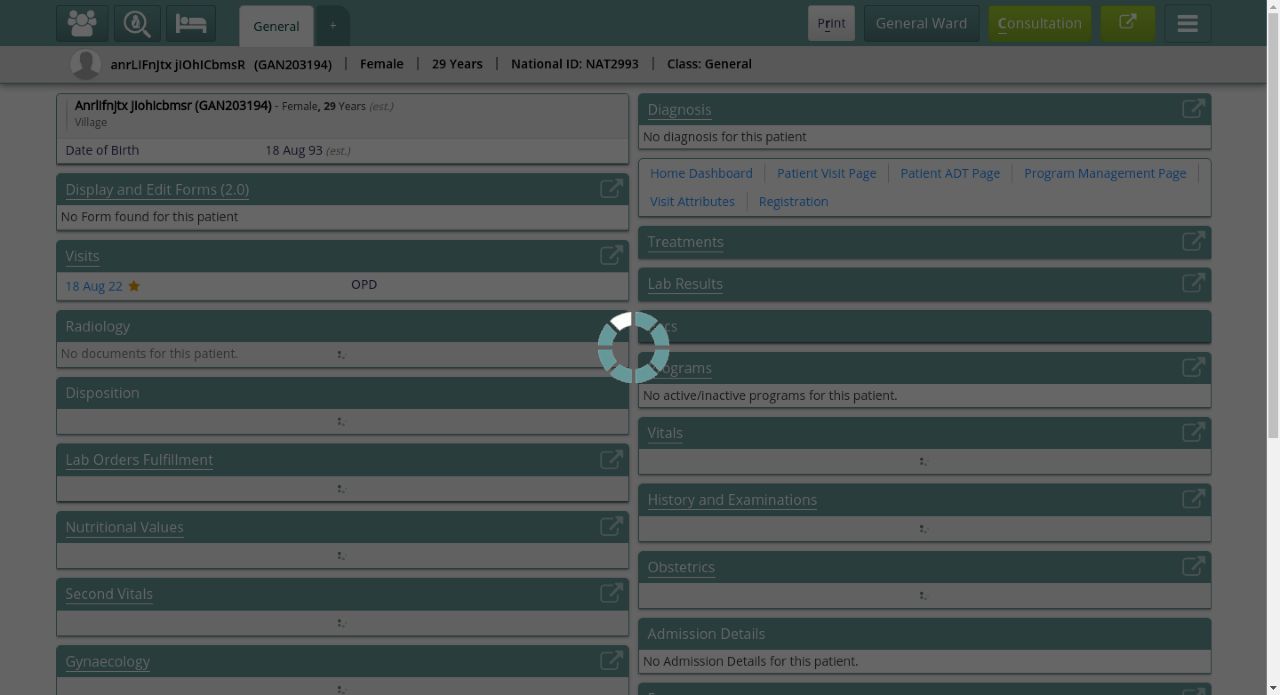 General
+
Print
General Ward
Consultation
anrLIFnJtx jIOhICbmsR (GAN203194) | Female | 29 Years | National ID: NAT2993 | Class: General
Anrlifnjtx Jiohicbmsr (GAN203194) - Female, 29 Years (est.)
Village
Date of Birth 18 Aug 93 (est.)
Display and Edit Forms (2.0)
No Form found for this patient
Visits
18 Aug 22 OPD
Radiology
No documents for this patient.
Disposition
Lab Orders Fulfillment
Nutritional Values
Second Vitals
Gynaecology
Diagnosis
No diagnosis for this patient
Home Dashboard | Patient Visit Page | Patient ADT Page | Program Management Page |
Visit Attributes | Registration
Treatments
Lab Results
cs
ograms
No active/inactive programs for this patient.
Vitals
History and Examinations
Obstetrics
Admission Details
No Admission Details for this patient.